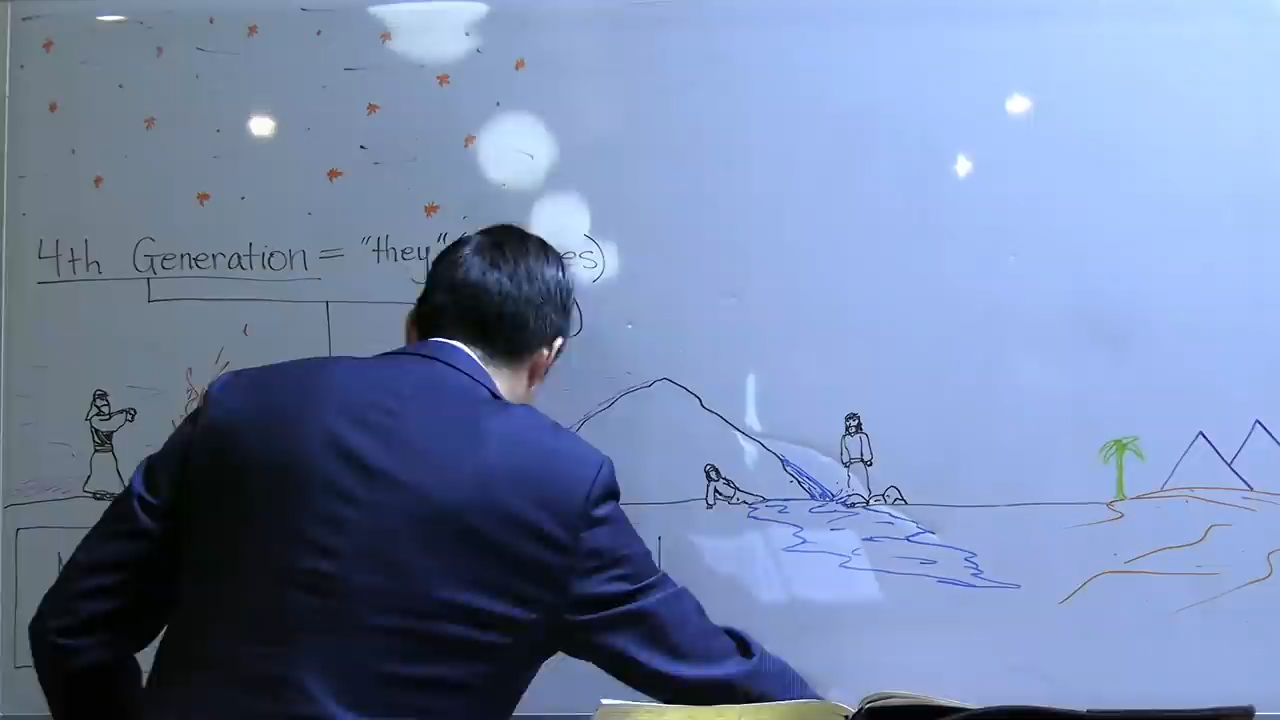 4th Generation = "they"